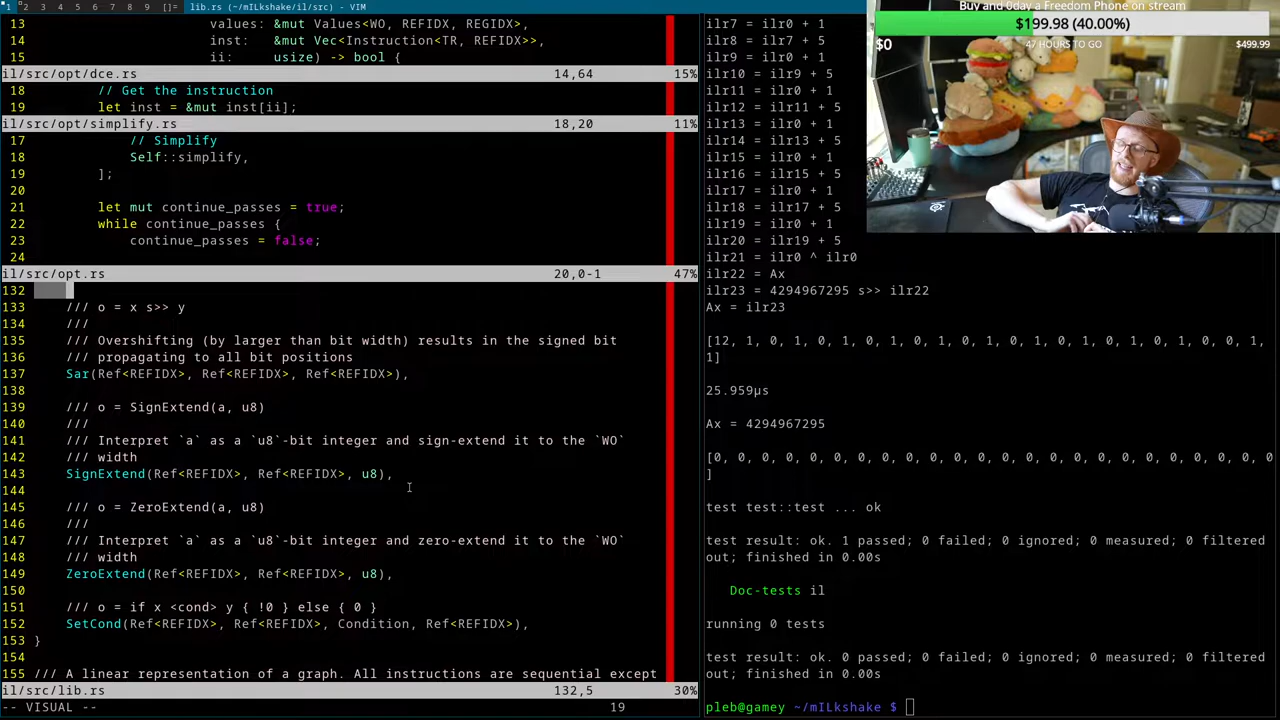 1 2 3 4 5 6 7 8 9 []= lib.rs (~/mILkshake/il/src) - VIM
13 values: &mut Values<WO, REFIDX, REGIDX>,
14 inst: &mut Vec<Instruction<TR, REFIDX>>,
15 ii: usize) -> bool {
il/src/opt/dce.rs 14,64 15%
18 // Get the instruction
19 let inst = &mut inst[ii];
il/src/opt/simplify.rs 18,20 11%
17 // Simplify
18 Self::simplify,
19 ];
20
21 let mut continue_passes = true;
22 while continue_passes {
23 continue_passes = false;
24
il/src/opt.rs 20,0-1 47%
132
133 /// o = x s>> y
134 ///
135 /// Overshifting (by larger than bit width) results in the signed bit
136 /// propagating to all bit positions
137 Sar(Ref<REFIDX>, Ref<REFIDX>, Ref<REFIDX>),
138
139 /// o = SignExtend(a, u8)
140 ///
141 /// Interpret `a` as a `u8`-bit integer and sign-extend it to the `WO`
142 /// width
143 SignExtend(Ref<REFIDX>, Ref<REFIDX>, u8),
144
145 /// o = ZeroExtend(a, u8)
146 ///
147 /// Interpret `a` as a `u8`-bit integer and zero-extend it to the `WO`
148 /// width
149 ZeroExtend(Ref<REFIDX>, Ref<REFIDX>, u8),
150
151 /// o = if x <cond> y { !0 } else { 0 }
152 SetCond(Ref<REFIDX>, Ref<REFIDX>, Condition, Ref<REFIDX>),
153 }
154
155 /// A linear representation of a graph. All instructions are sequential except
il/src/lib.rs 132,5 30%
-- VISUAL -- 19
ilr7 = ilr0 + 1
ilr8 = ilr7 + 5
ilr9 = ilr0 + 1
ilr10 = ilr9 + 5
ilr11 = ilr0 + 1
ilr12 = ilr11 + 5
ilr13 = ilr0 + 1
ilr14 = ilr13 + 5
ilr15 = ilr0 + 1
ilr16 = ilr15 + 5
ilr17 = ilr0 + 1
ilr18 = ilr17 + 5
ilr19 = ilr0 + 1
ilr20 = ilr19 + 5
ilr21 = ilr0 ^ ilr0
ilr22 = Ax
ilr23 = 4294967295 s>> ilr22
Ax = ilr23
[12, 1, 0, 1, 0, 1, 0, 1, 0, 1, 0, 1, 0, 1, 0, 1, 0, 1, 0, 0, 1,
1]
25.959µs
Ax = 4294967295
[0, 0, 0, 0, 0, 0, 0, 0, 0, 0, 0, 0, 0, 0, 0, 0, 0, 0, 0, 0, 0, 0
]
test test::test ... ok
test result: ok. 1 passed; 0 failed; 0 ignored; 0 measured; 0 filtered
out; finished in 0.00s
Doc-tests il
running 0 tests
test result: ok. 0 passed; 0 failed; 0 ignored; 0 measured; 0 filtered
out; finished in 0.00s
pleb@gamey ~/mILkshake $
Buy and 0day a Freedom Phone on stream
$199.98 (40.00%)
$0 47 HOURS TO GO $499.99